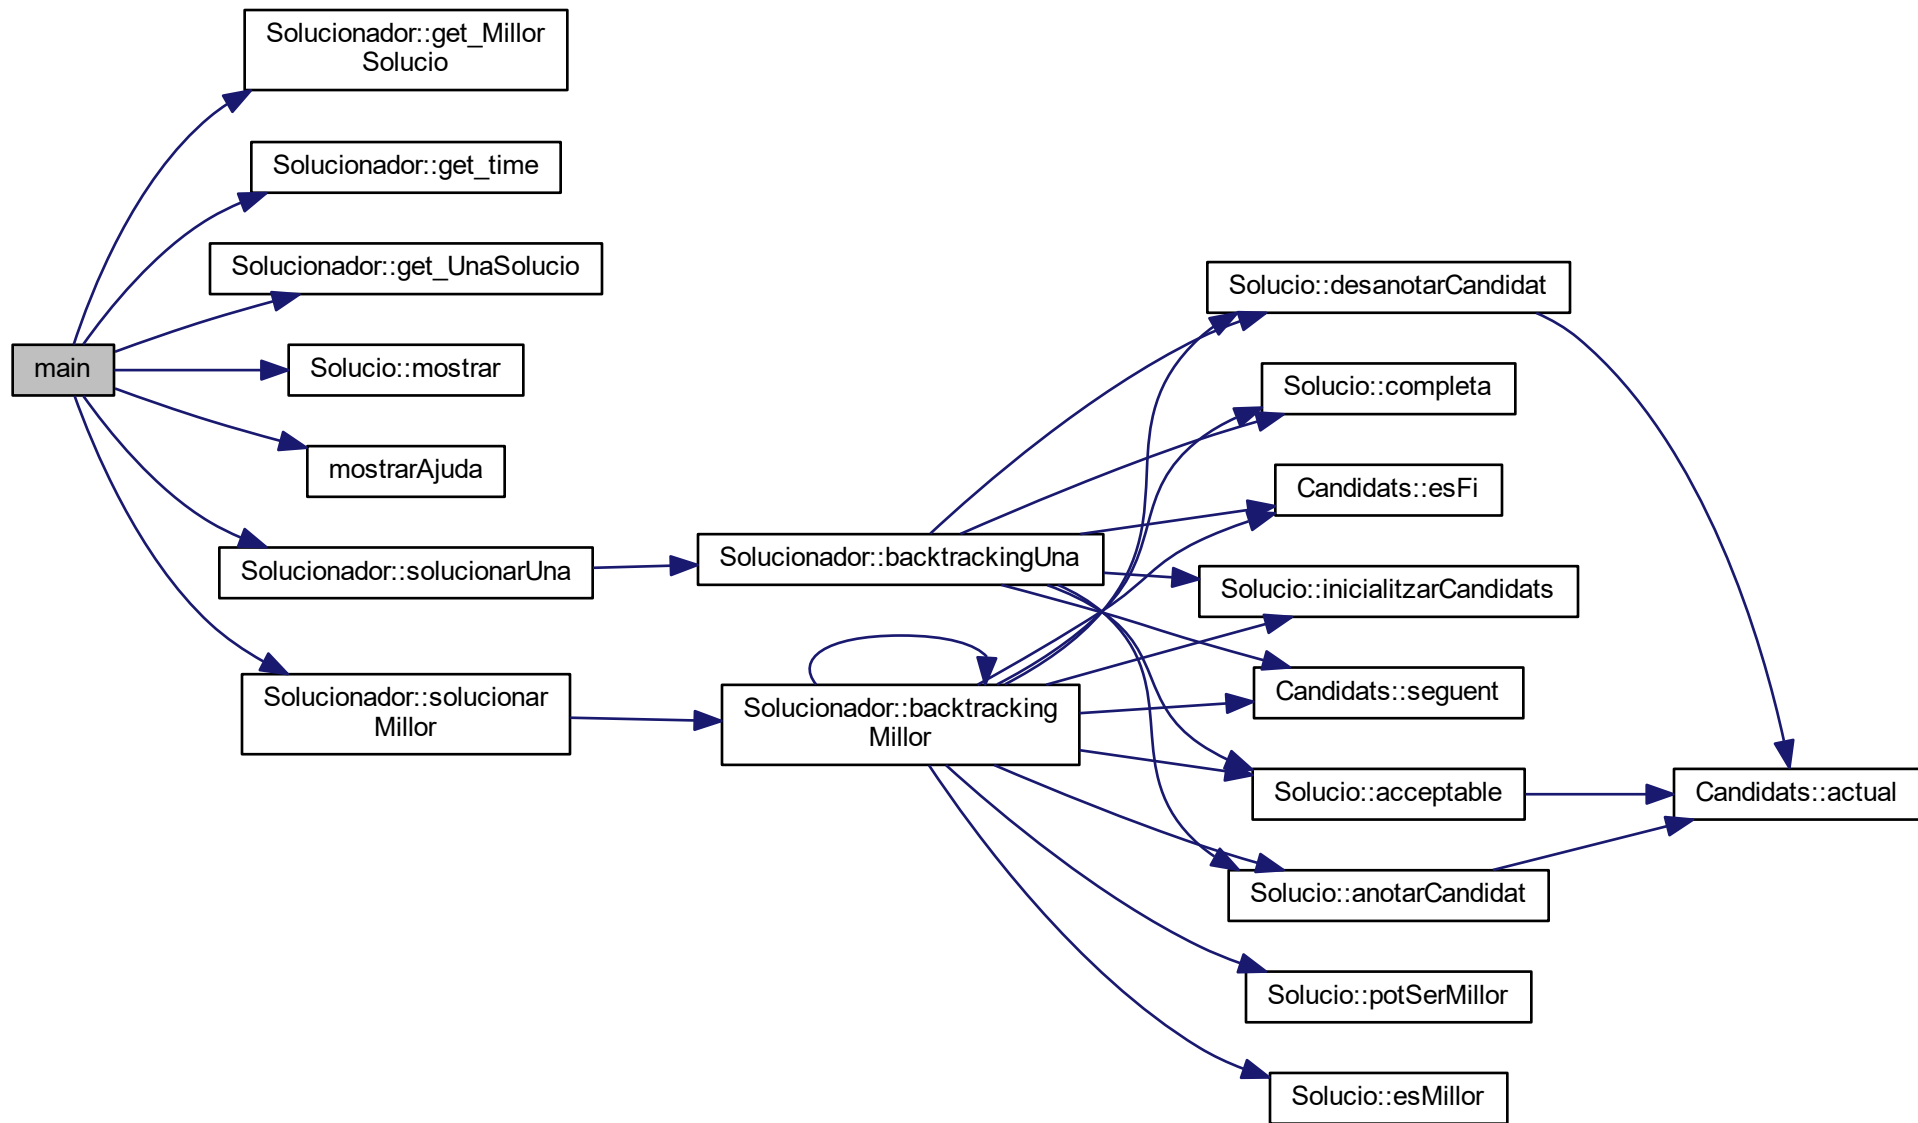 main
Solucionador::get_Millor
Solucio
Solucionador::get_time
Solucionador::get_UnaSolucio
Solucio::mostrar
mostrarAjuda
Solucionador::solucionarUna
Solucionador::solucionar
Millor
Solucionador::backtrackingUna
Solucionador::backtracking
Millor
Solucio::desanotarCandidat
Solucio::completa
Candidats::esFi
Solucio::inicialitzarCandidats
Candidats::seguent
Solucio::acceptable
Solucio::anotarCandidat
Solucio::potSerMillor
Solucio::esMillor
Candidats::actual